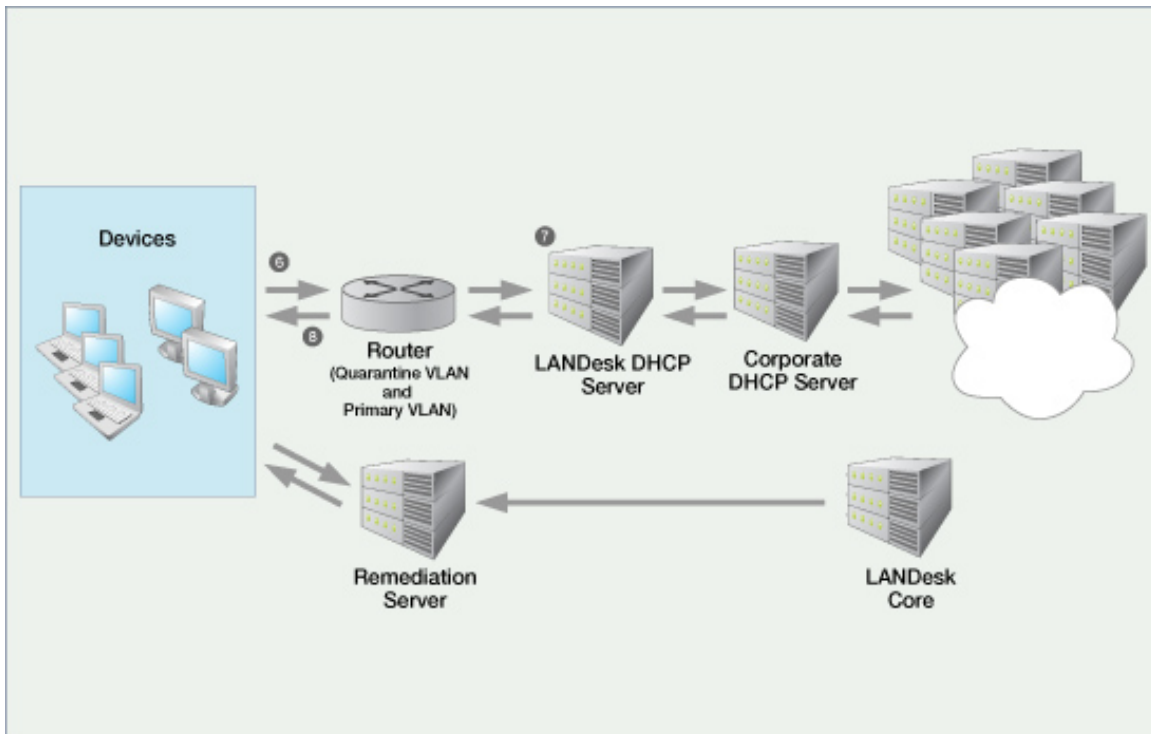 Devices
6
7
8
Router
(Quarantine VLAN
and
Primary VLAN)
LANDesk DHCP
Server
Corporate
DHCP Server
Remediation
Server
LANDesk
Core